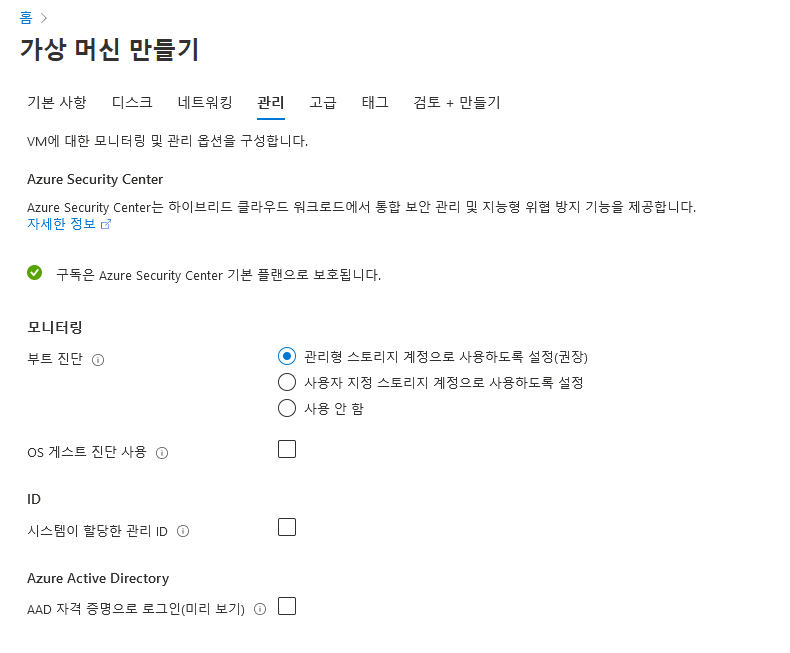 홈
가상 머신 만들기
기본 사항 디스크 네트워킹 관리 고급 태그 검토 + 만들기
VM에 대한 모니터링 및 관리 옵션을 구성합니다.
Azure Security Center
Azure Security Center는 하이브리드 클라우드 워크로드에서 통합 보안 관리 및 지능형 위협 방지 기능을 제공합니다.
자세한 정보
구독은 Azure Security Center 기본 플랜으로 보호됩니다.
모니터링
부트 진단
관리형 스토리지 계정으로 사용하도록 설정(권장)
사용자 지정 스토리지 계정으로 사용하도록 설정
사용 안 함
OS 게스트 진단 사용
ID
시스템이 할당한 관리 ID
Azure Active Directory
AAD 자격 증명으로 로그인(미리 보기)